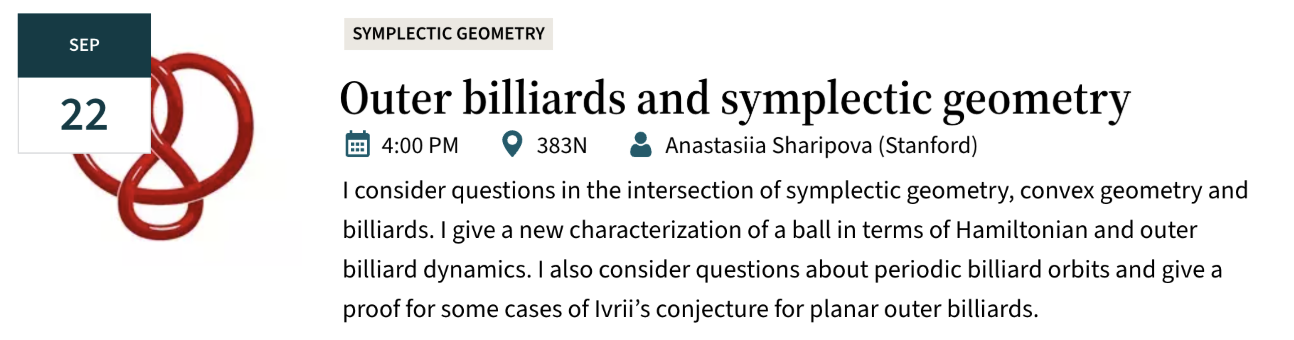 SEP
22
SYMPLECTIC GEOMETRY
Outer billiards and symplectic geometry
4:00 PM 383N Anastasiia Sharipova (Stanford)
I consider questions in the intersection of symplectic geometry, convex geometry and
billiards. I give a new characterization of a ball in terms of Hamiltonian and outer
billiard dynamics. I also consider questions about periodic billiard orbits and give a
proof for some cases of Ivrii’s conjecture for planar outer billiards.